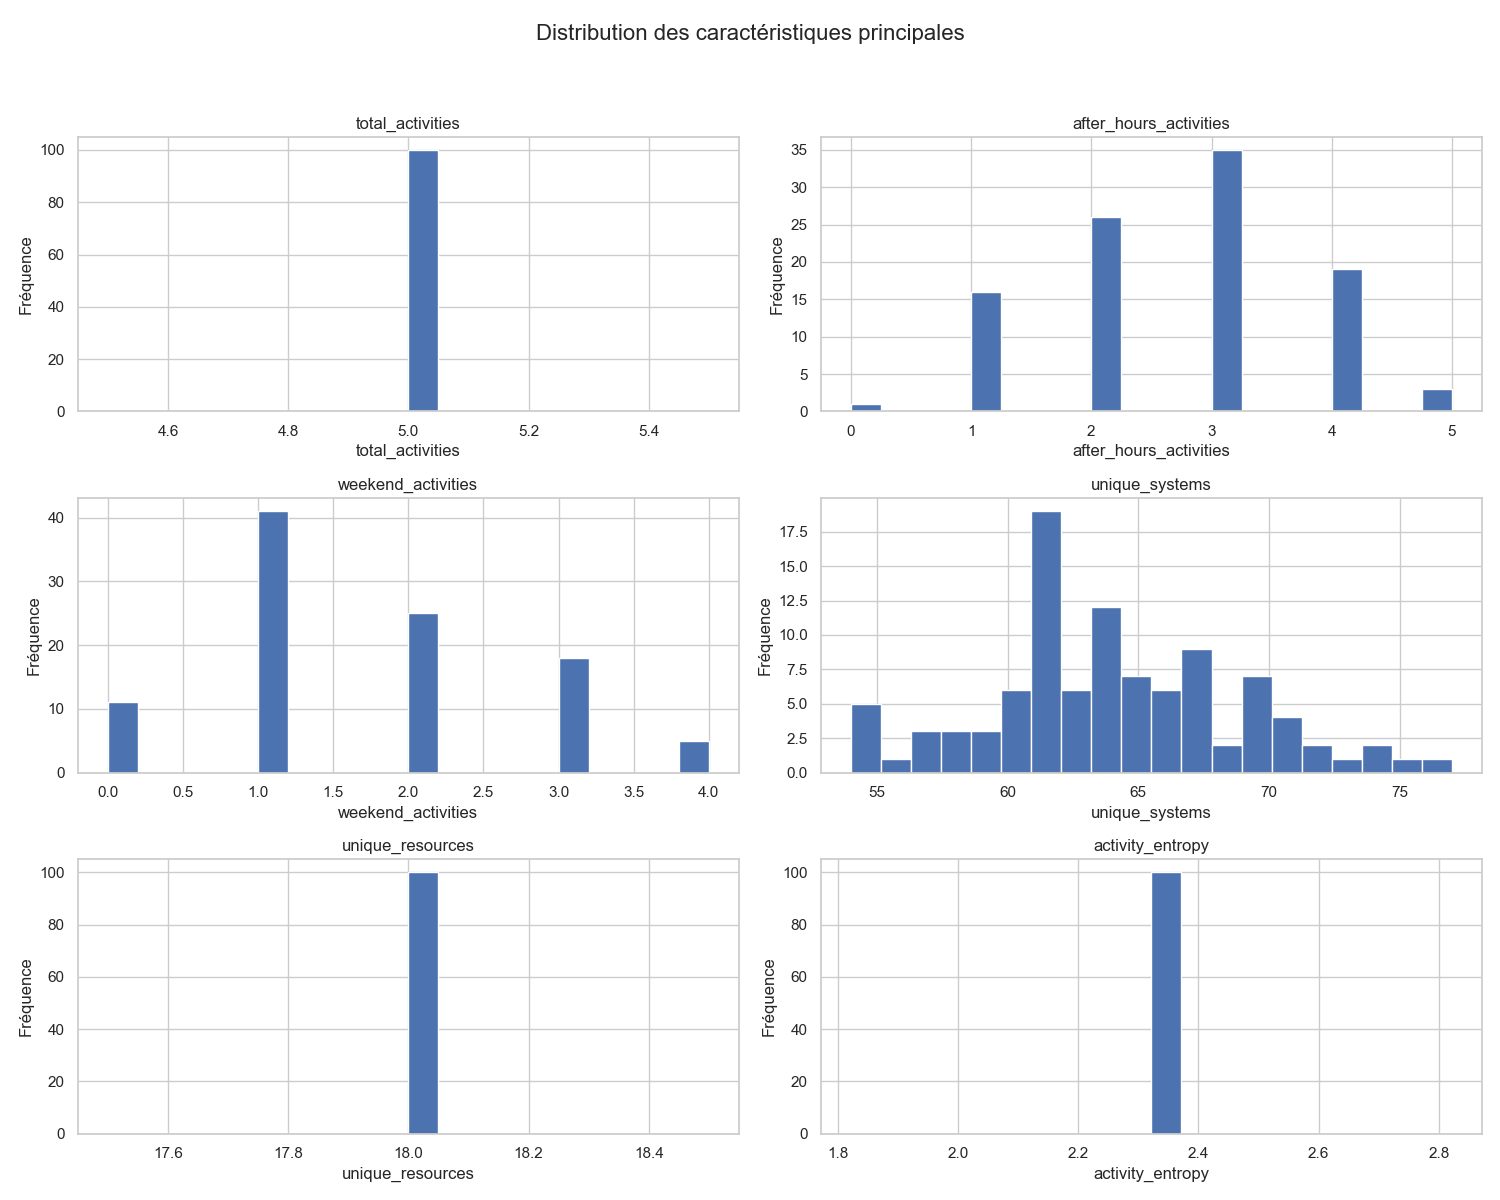 Distribution des caractéristiques principales
total_activities
Fréquence
100
80
60
40
20
0
4.6 4.8 5.0 5.2 5.4
total_activities
after_hours_activities
Fréquence
35
30
25
20
15
10
5
0
0 1 2 3 4 5
after_hours_activities
weekend_activities
Fréquence
40
30
20
10
0
0.0 0.5 1.0 1.5 2.0 2.5 3.0 3.5 4.0
weekend_activities
unique_systems
Fréquence
17.5
15.0
12.5
10.0
7.5
5.0
2.5
0.0
55 60 65 70 75
unique_systems
unique_resources
Fréquence
100
80
60
40
20
0
17.6 17.8 18.0 18.2 18.4
unique_resources
activity_entropy
Fréquence
100
80
60
40
20
0
1.8 2.0 2.2 2.4 2.6 2.8
activity_entropy